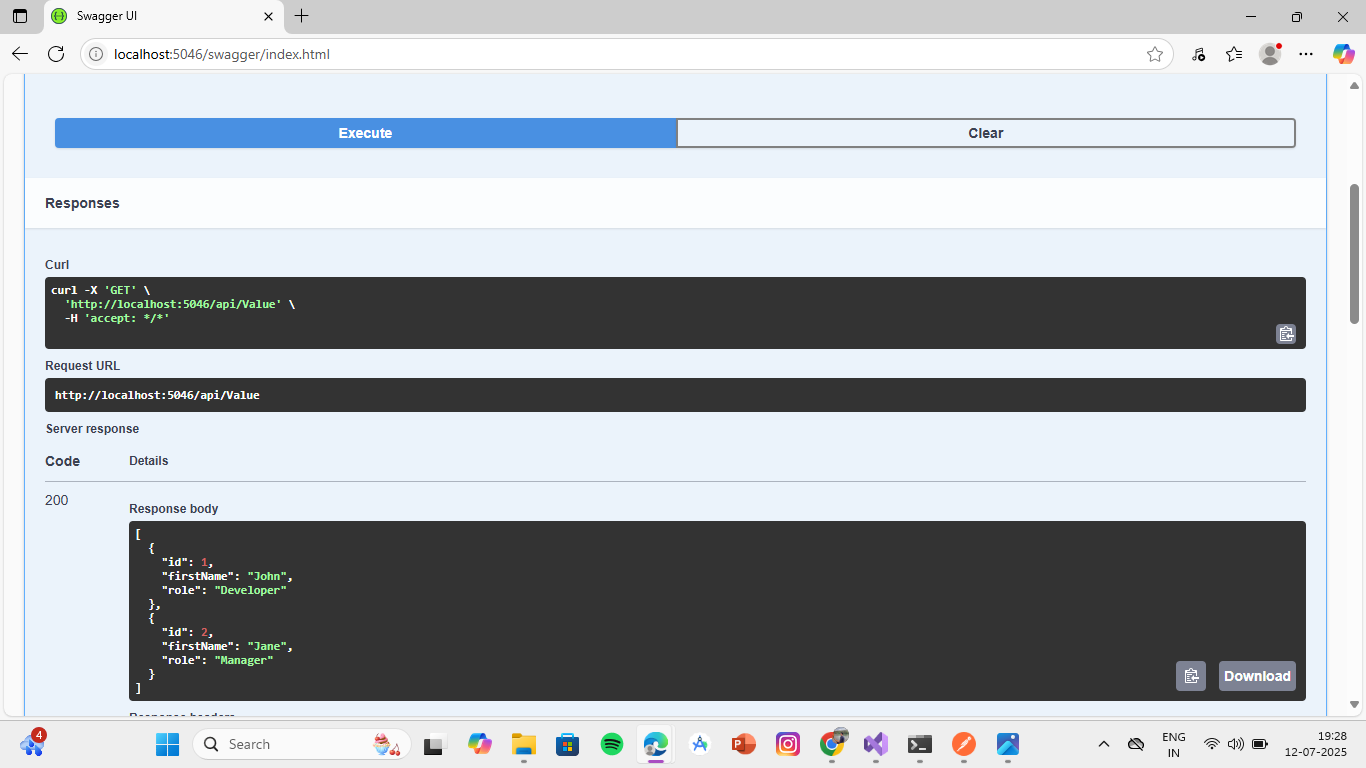 Swagger UI
localhost:5046/swagger/index.html
Execute
Clear
Responses
Curl
curl -X 'GET' \
'http://localhost:5046/api/Value' \
-H 'accept: */*'
Request URL
http://localhost:5046/api/Value
Server response
Code
Details
200
Response body
[
{
"id": 1,
"firstName": "John",
"role": "Developer"
},
{
"id": 2,
"firstName": "Jane",
"role": "Manager"
}
]
Download
Response headers
4
Search
ENG
IN
19:28
12-07-2025